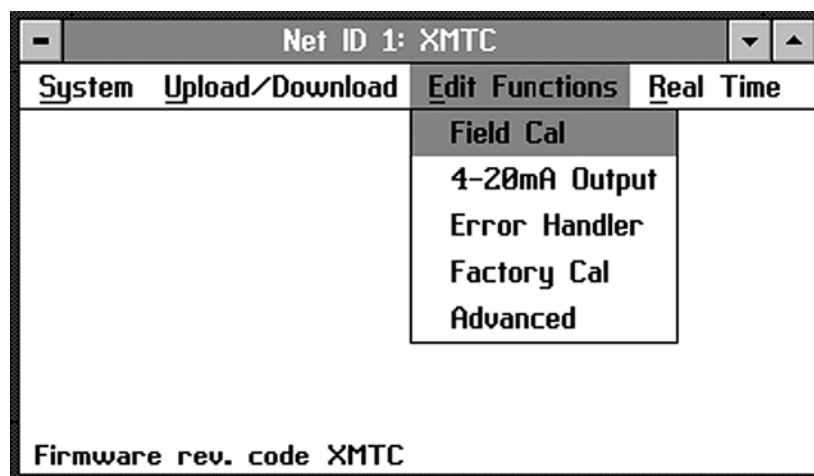 Net ID 1: XMTC
System Upload/Download Edit Functions Real Time
Field Cal
4-20mA Output
Error Handler
Factory Cal
Advanced
Firmware rev. code XMTC